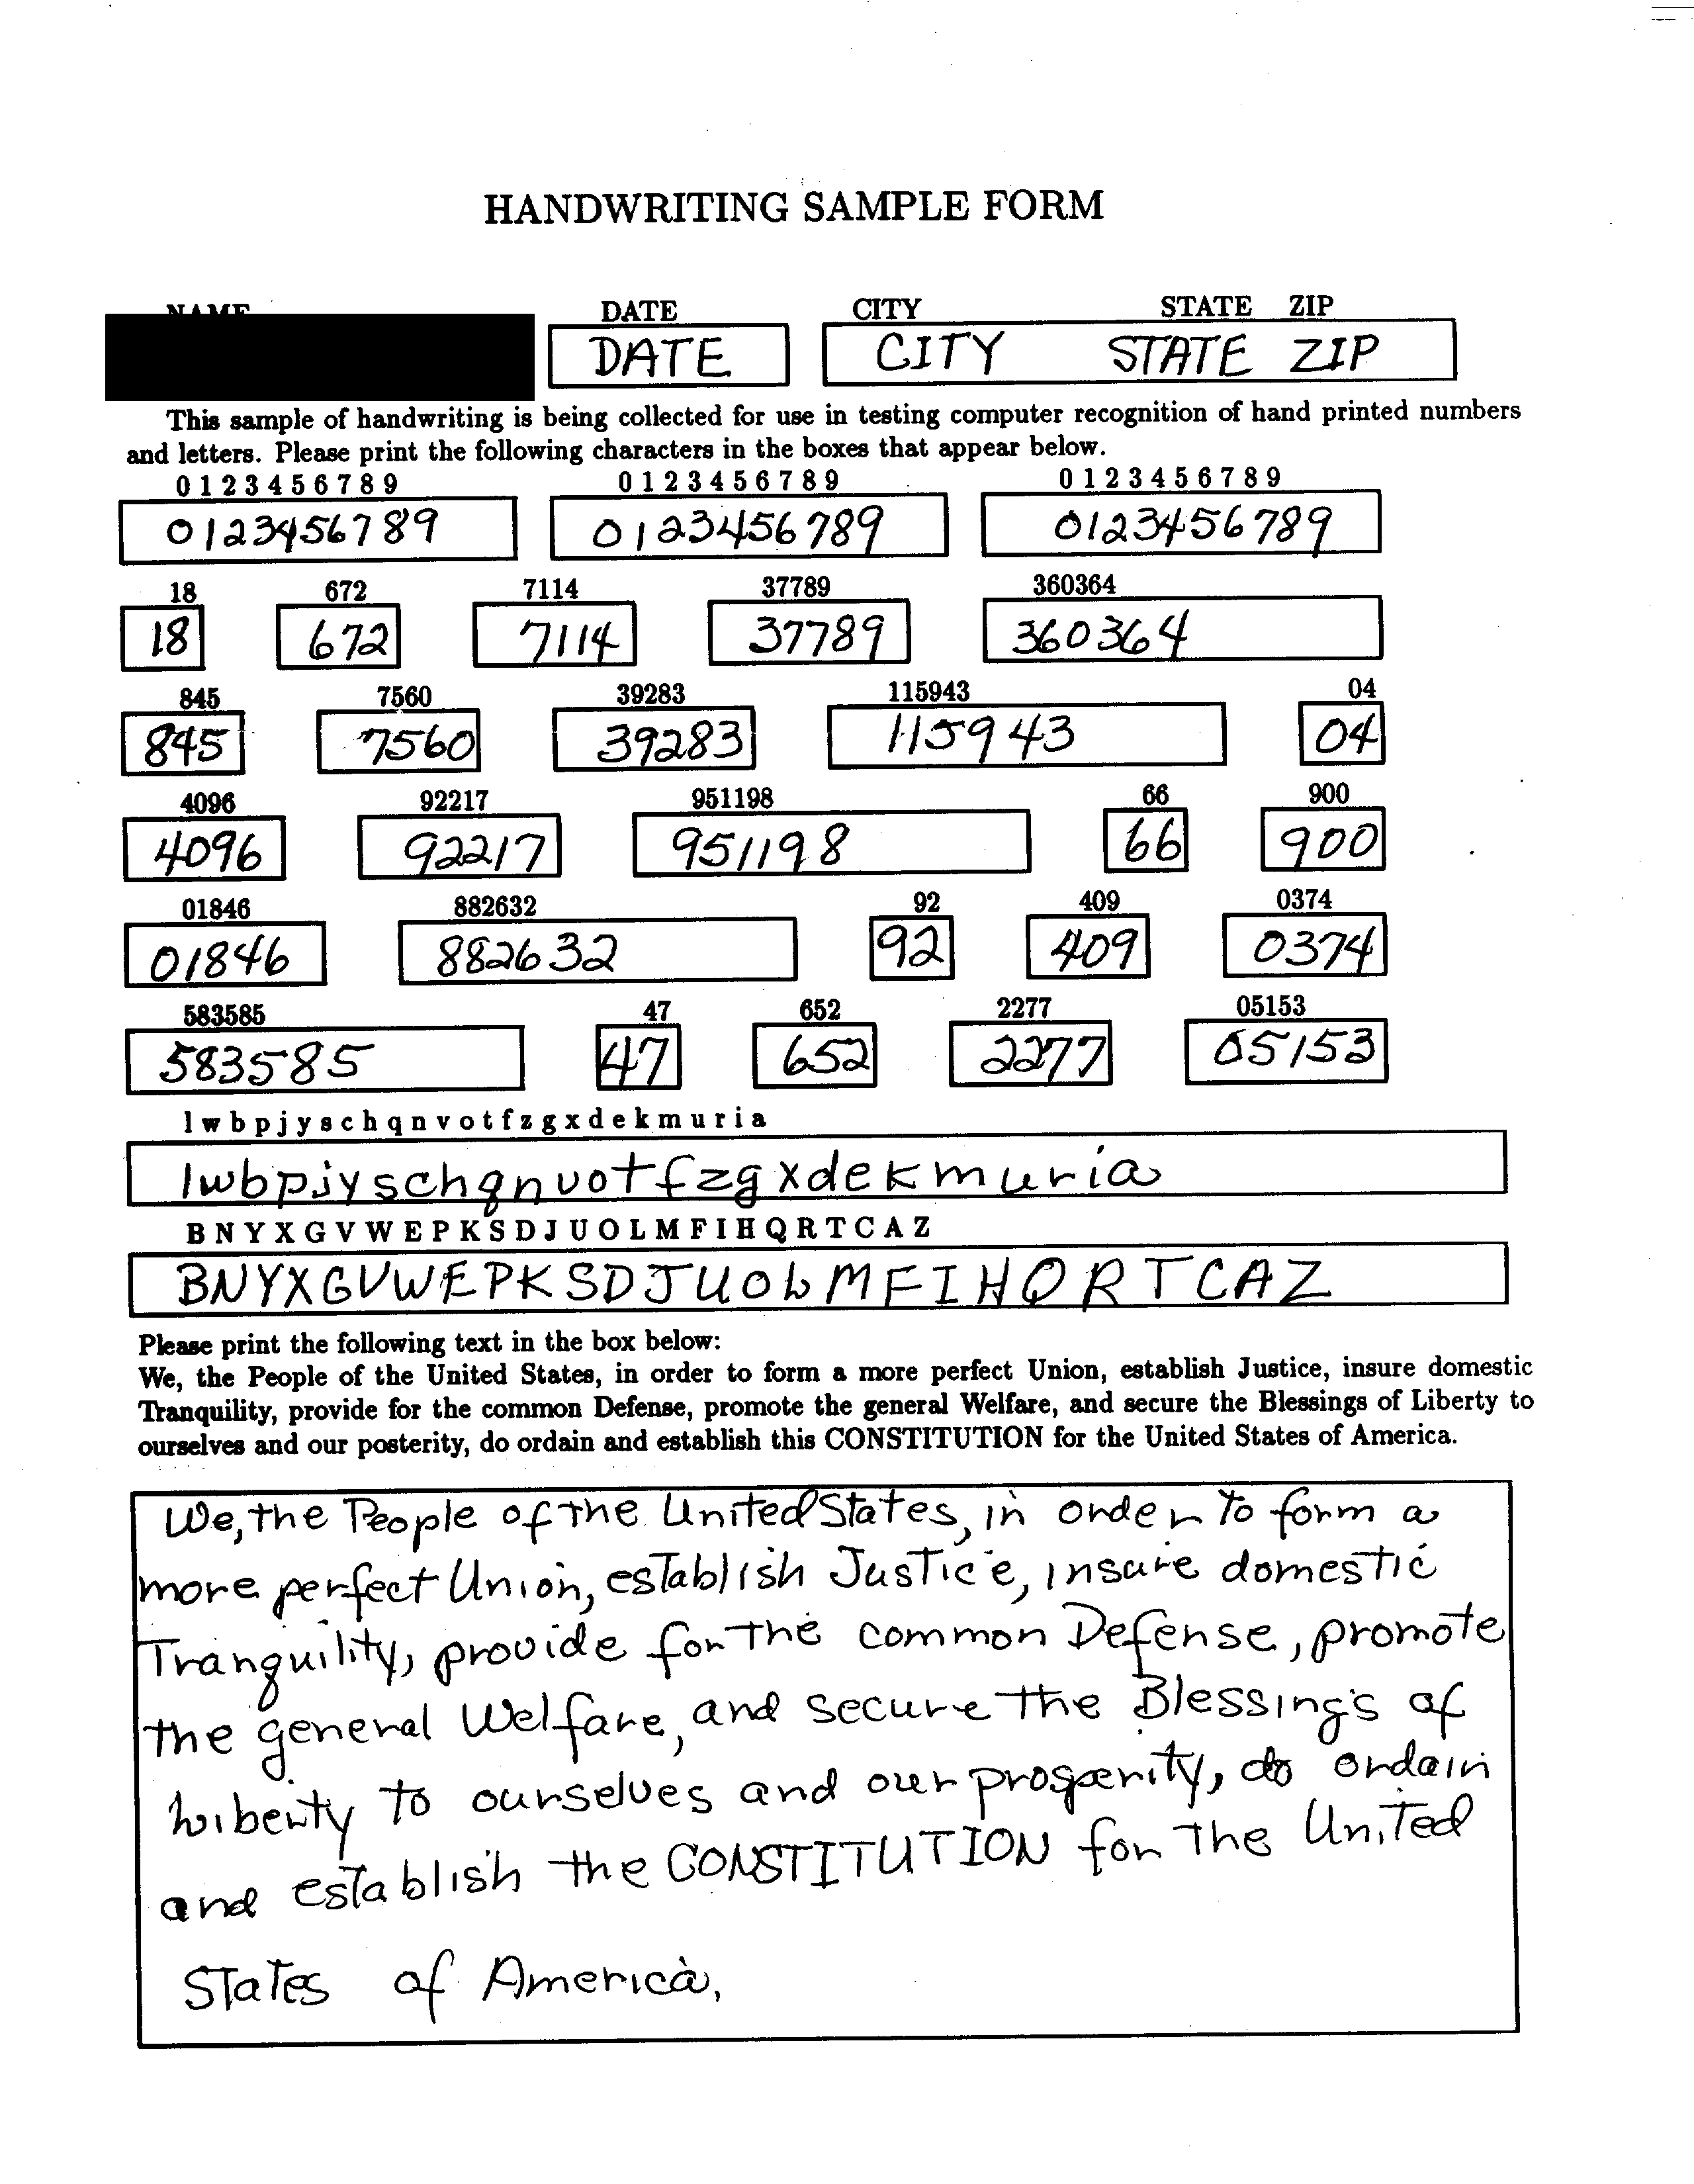 HANDWRITING SAMPLE FORM
NAME DATE CITY STATE ZIP
DATE CITY STATE ZIP
This sample of handwriting is being collected for use in testing computer recognition of hand printed numbers
and letters. Please print the following characters in the boxes that appear below.
0 1 2 3 4 5 6 7 8 9 0 1 2 3 4 5 6 7 8 9 0 1 2 3 4 5 6 7 8 9
0123456789 0123456789 0123456789
18 672 7114 37789 360364
18 672 7114 37789 360364
845 7560 39283 115943 04
845 7560 39283 115943 04
4096 92217 951198 66 900
4096 92217 951198 66 900
01846 882632 92 409 0374
01846 882632 92 409 0374
583585 47 652 2277 05153
583585 47 652 2277 05153
l w b p j y s c h q n v o t f z g x d e k m u r i a
lwbpjyschqnvotfzgxdekmuria
B N Y X G V W E P K S D J U O L M F I H Q R T C A Z
BNYXGVWEPKSDJUOLMFIHQRTCAZ
Please print the following text in the box below:
We, the People of the United States, in order to form a more perfect Union, establish Justice, insure domestic
Tranquility, provide for the common Defense, promote the general Welfare, and secure the Blessings of Liberty to
ourselves and our posterity, do ordain and establish this CONSTITUTION for the United States of America.
We, the People of the United States, in order to form a
more perfect Union, establish Justice, insure domestic
Tranquility, provide for the common Defense, promote
the general Welfare, and secure the Blessings of
Liberty to ourselves and our prosperity, do ordain
and establish the CONSTITUTION for the United
States of America,